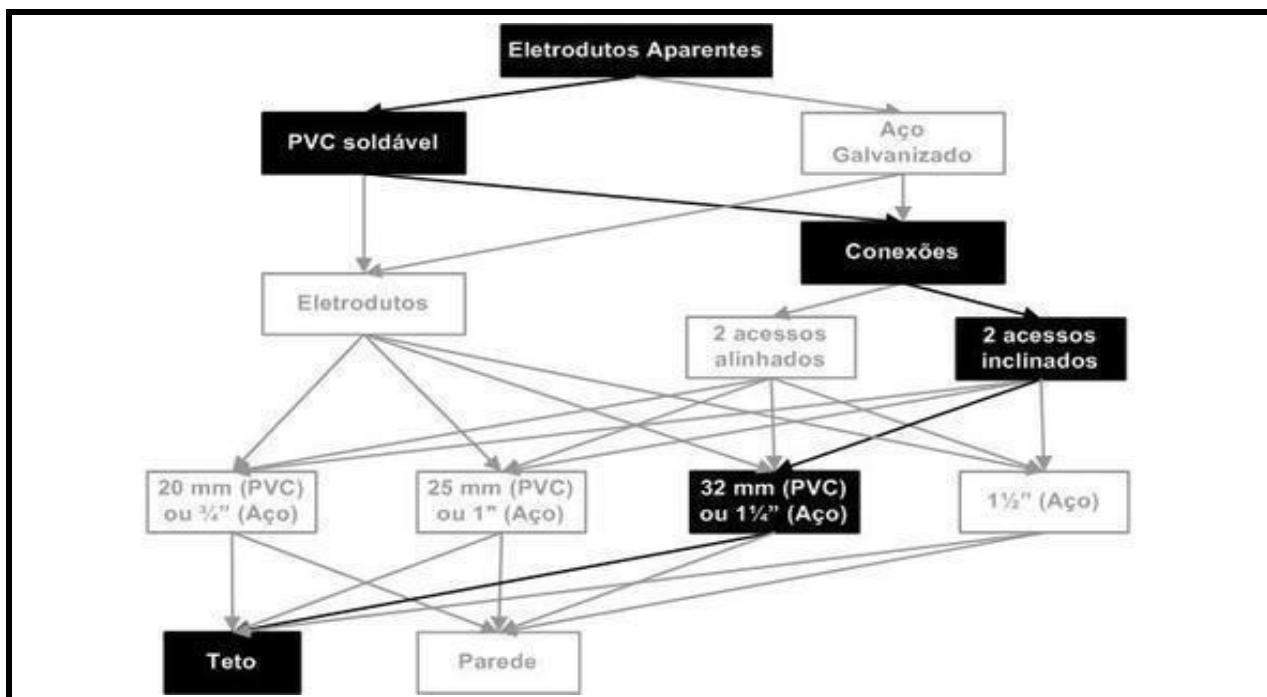 Eletrodutos Aparentes
PVC soldável
Aço
Galvanizado
Conexões
Eletrodutos
2 acessos
alinhados
2 acessos
inclinados
20 mm (PVC)
ou ¾” (Aço)
25 mm (PVC)
ou 1" (Aço)
32 mm (PVC)
ou 1¼” (Aço)
1½” (Aço)
Teto
Parede